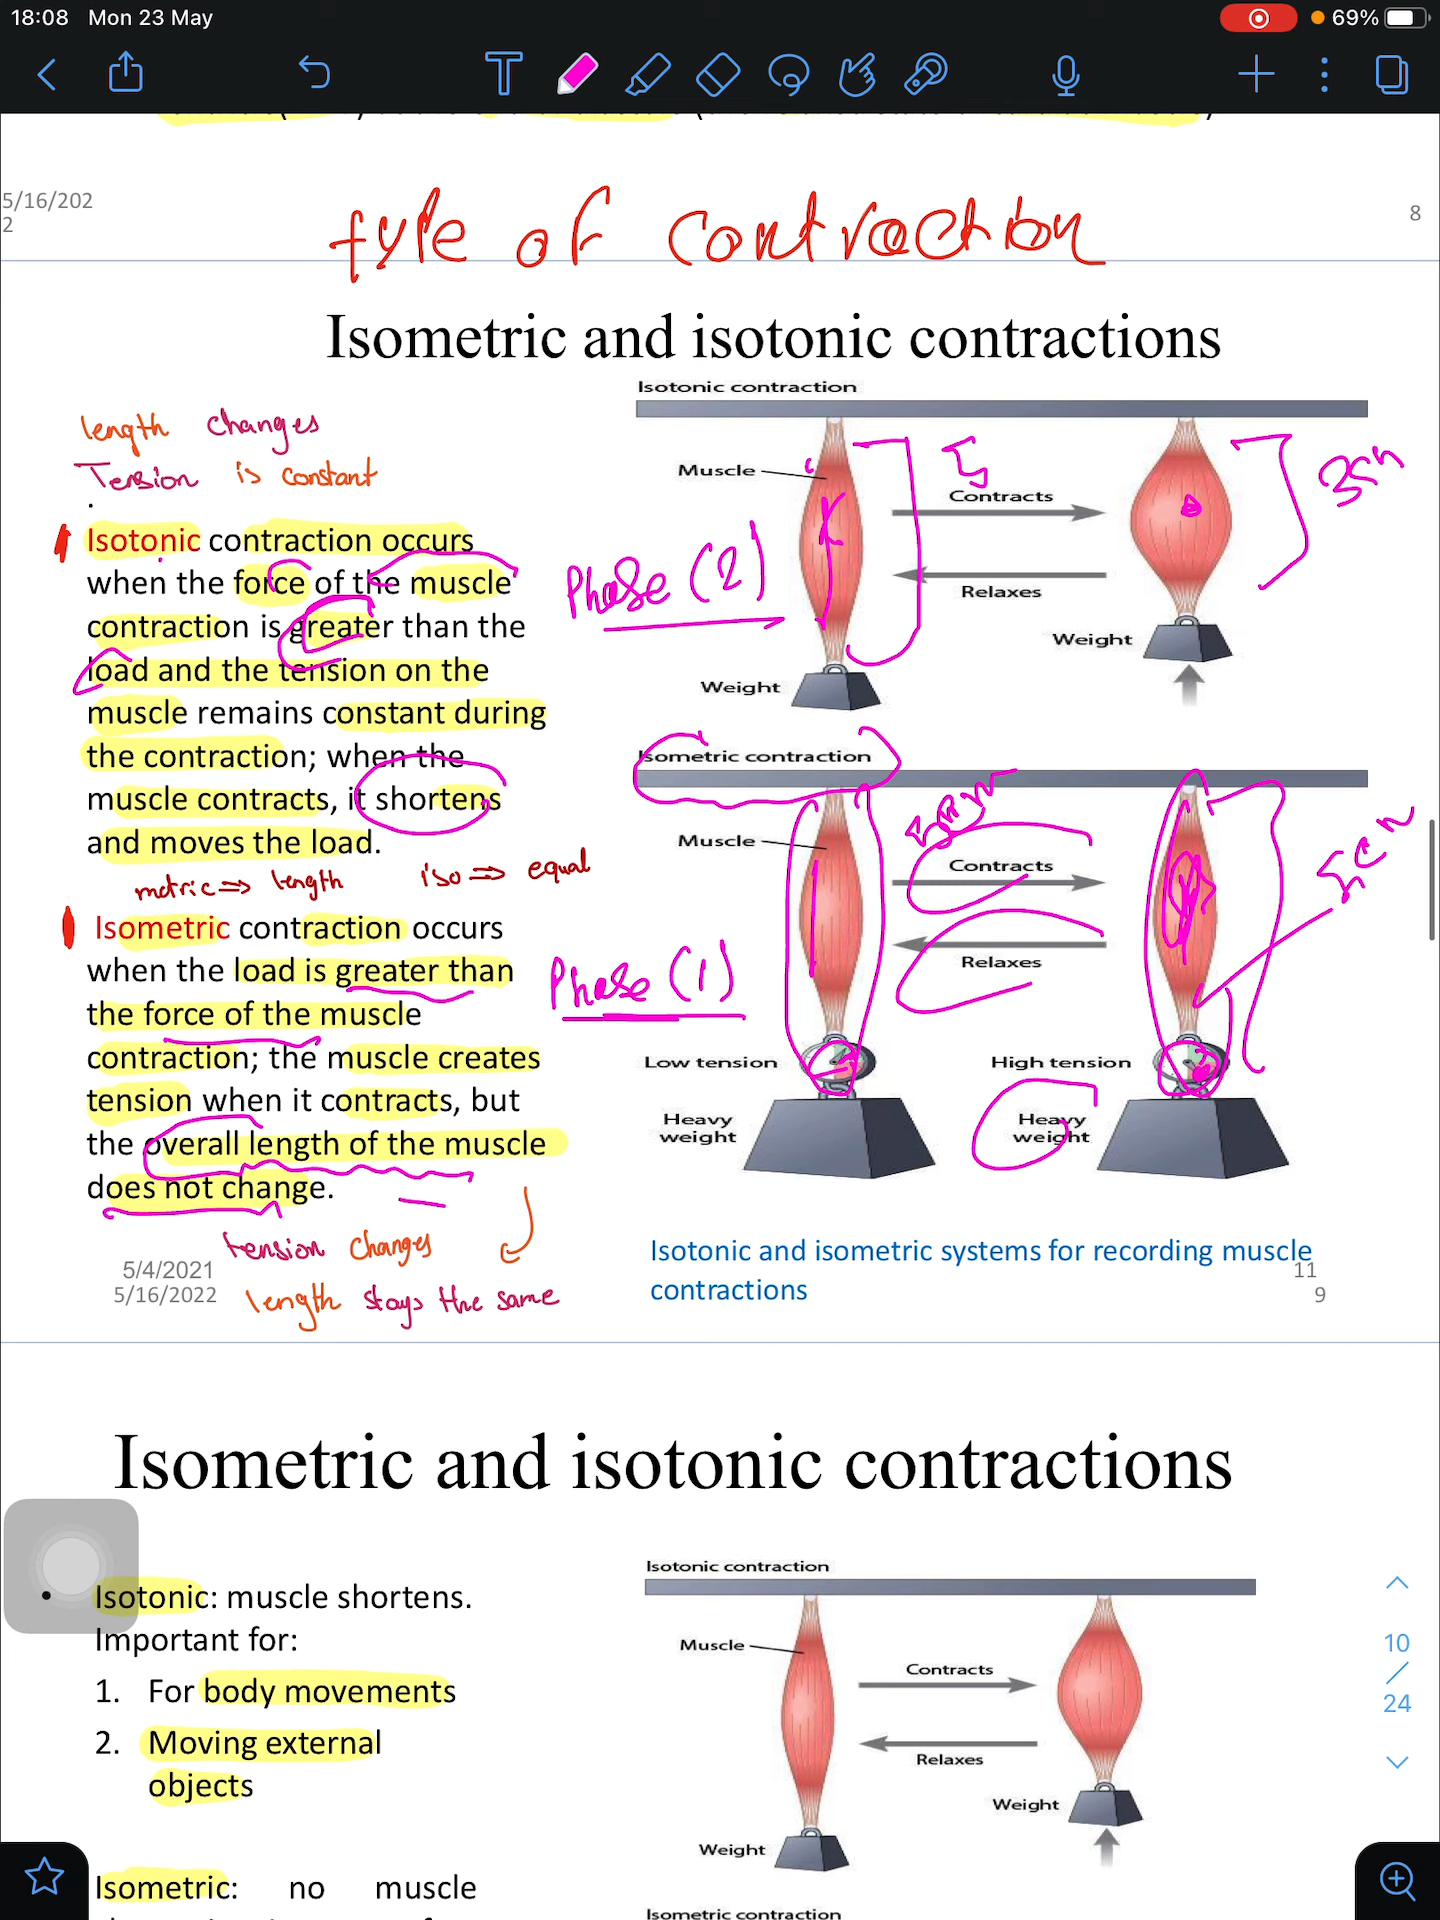 18:08 Mon 23 May
69%
5/16/202
2
8
type of contraction
Isometric and isotonic contractions
length changes
Tension is constant
Isotonic contraction occurs
when the force of the muscle
contraction is greater than the
load and the tension on the
muscle remains constant during
the contraction; when the
muscle contracts, it shortens
and moves the load.
metric ⇒ length iso ⇒ equal
Isometric contraction occurs
when the load is greater than
the force of the muscle
contraction; the muscle creates
tension when it contracts, but
the overall length of the muscle
does not change.
tension changes
length stays the same
5/4/2021
5/16/2022
Isotonic contraction
Muscle
Contracts
Relaxes
Weight
Weight
5
3cm
Phase (2)
Isometric contraction
Muscle
Contracts
Relaxes
5cm
Phase (1)
Low tension
High tension
Heavy
weight
Heavy
weight
Isotonic and isometric systems for recording muscle
contractions
11
9
Isometric and isotonic contractions
• Isotonic: muscle shortens.
Important for:
1. For body movements
2. Moving external
objects
Isometric: no muscle
Isotonic contraction
Muscle
Contracts
Relaxes
Weight
Weight
Isometric contraction
10
/
24